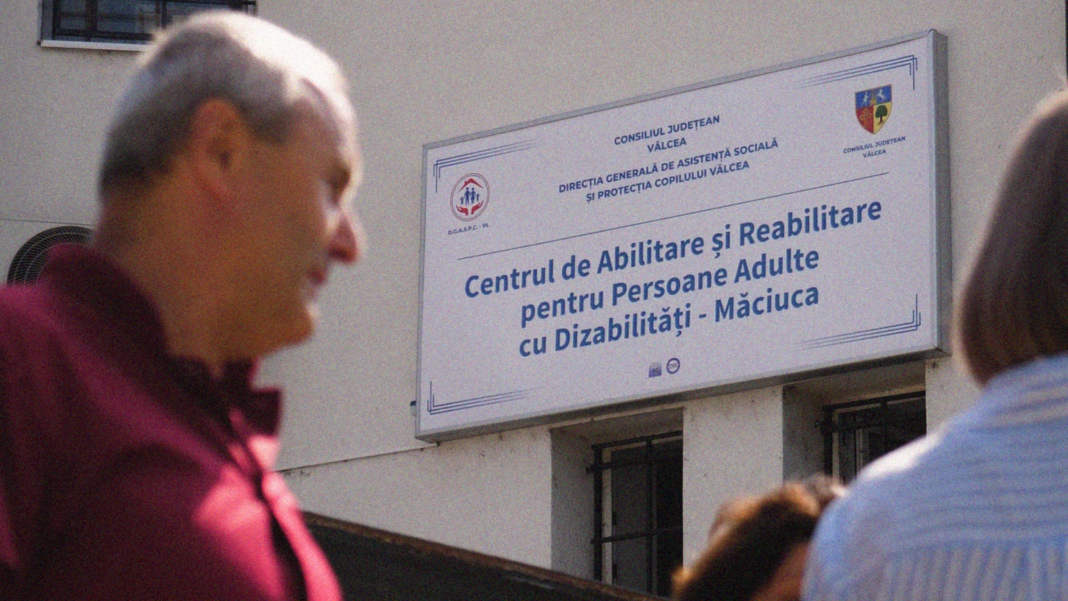 CONSILIUL JUDEȚEAN
VÂLCEA
DIRECȚIA GENERALĂ DE ASISTENȚĂ SOCIALĂ
ȘI PROTECȚIA COPILULUI VÂLCEA
D.G.A.S.P.C. - VL
CONSILIUL JUDEȚEAN
VÂLCEA
Centrul de Abilitare și Reabilitare
pentru Persoane Adulte
cu Dizabilități - Măciuca